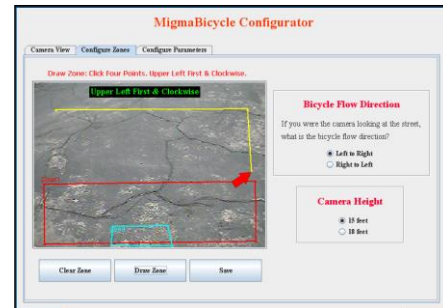 MigmaBicycle Configurator
Camera View
Configure Zones
Configure Parameters
Draw Zone: Click Four Points, Upper Left First & Clockwise.
Upper Left First & Clockwise
Bicycle Flow Direction
If you were the camera looking at the street,
what is the bicycle flow direction?
Left to Right
Right to Left
Camera Height
15 feet
18 feet
Clear Zone
Draw Zone
Save